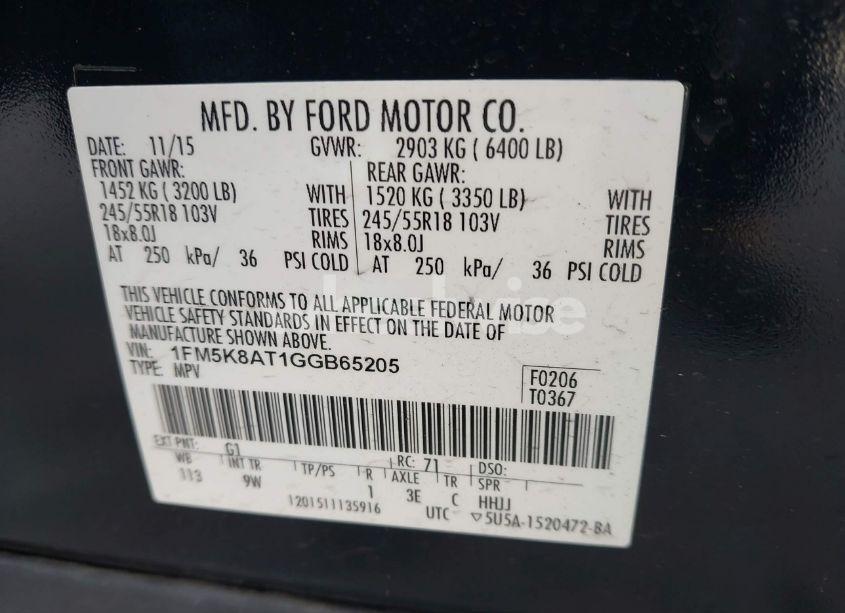 MFD. BY FORD MOTOR CO.
DATE: 11/15 GVWR: 2903 KG ( 6400 LB)
FRONT GAWR: REAR GAWR:
1452 KG ( 3200 LB) WITH 1520 KG ( 3350 LB) WITH
245/55R18 103V TIRES 245/55R18 103V TIRES
18x8.0J RIMS 18x8.0J RIMS
AT 250 kPa/ 36 PSI COLD AT 250 kPa/ 36 PSI COLD
THIS VEHICLE CONFORMS TO ALL APPLICABLE FEDERAL MOTOR
VEHICLE SAFETY STANDARDS IN EFFECT ON THE DATE OF
MANUFACTURE SHOWN ABOVE.
VIN: 1FM5K8AT1GGB65205
TYPE: MPV
F0206
T0367
EXT PNT: G1 RC: 71 DSO:
WB INT TR TP/PS R AXLE TR SPR
113 9W 1 3E C HHJJ
1201511135916 UTC ▽5U5A-1520472-BA